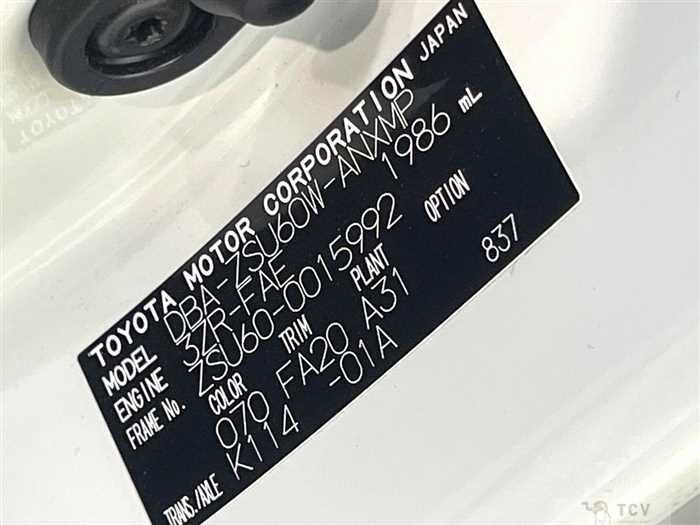 TOYOTA MOTOR CORPORATION JAPAN
MODEL DBA-ZSU60W-ANXMP
ENGINE 3ZR-FAE 1986 mL
FRAME No. ZSU60-0015992
COLOR TRIM PLANT OPTION
070 FA20 A31 837
TRANS./AXLE K114 -01A
TCV